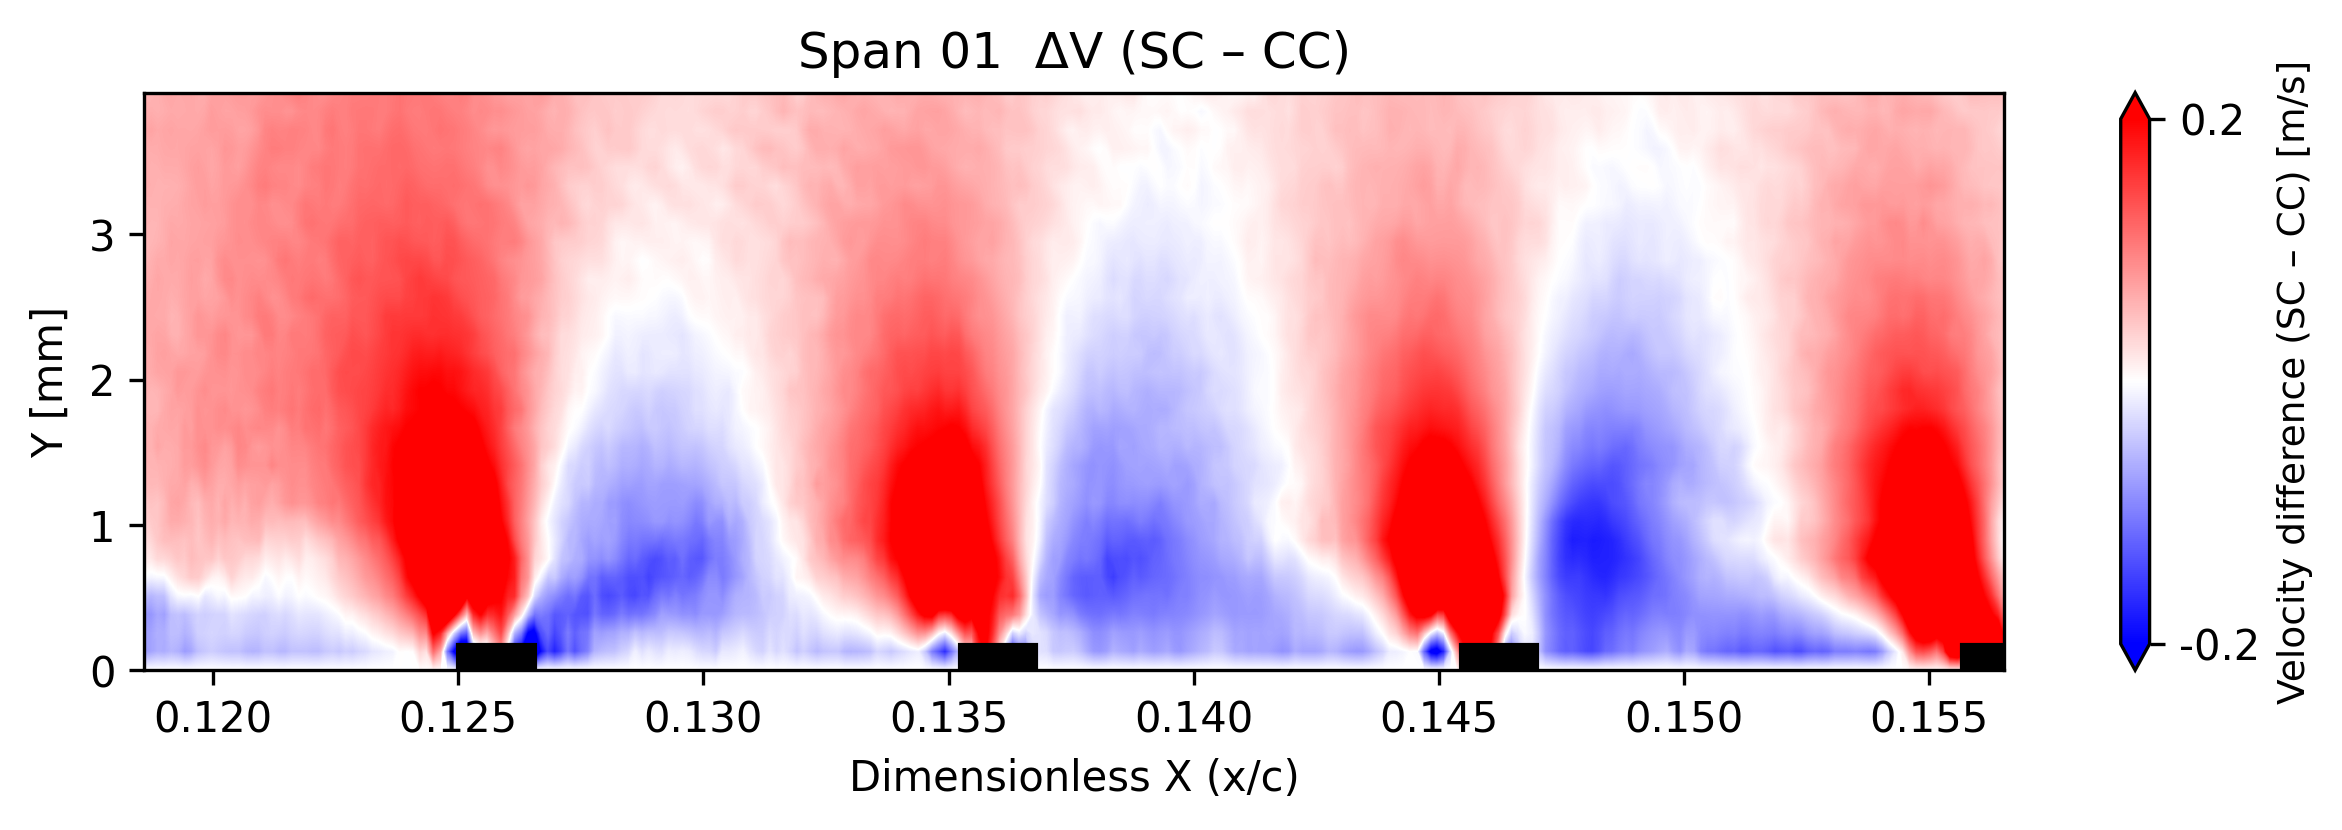 Span 01  ΔV (SC – CC)
3
2
1
0
Y [mm]
0.120 0.125 0.130 0.135 0.140 0.145 0.150 0.155
Dimensionless X (x/c)
0.2
-0.2
Velocity difference (SC – CC) [m/s]